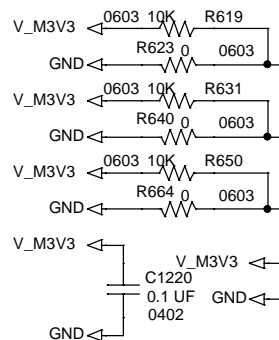 V_M3V3 0603 10K R619
R623 0 0603
GND
V_M3V3 0603 10K R631
R640 0 0603
GND
V_M3V3 0603 10K R650
R664 0 0603
GND
V_M3V3
C1220 V_M3V3
0.1 UF GND
0402
GND